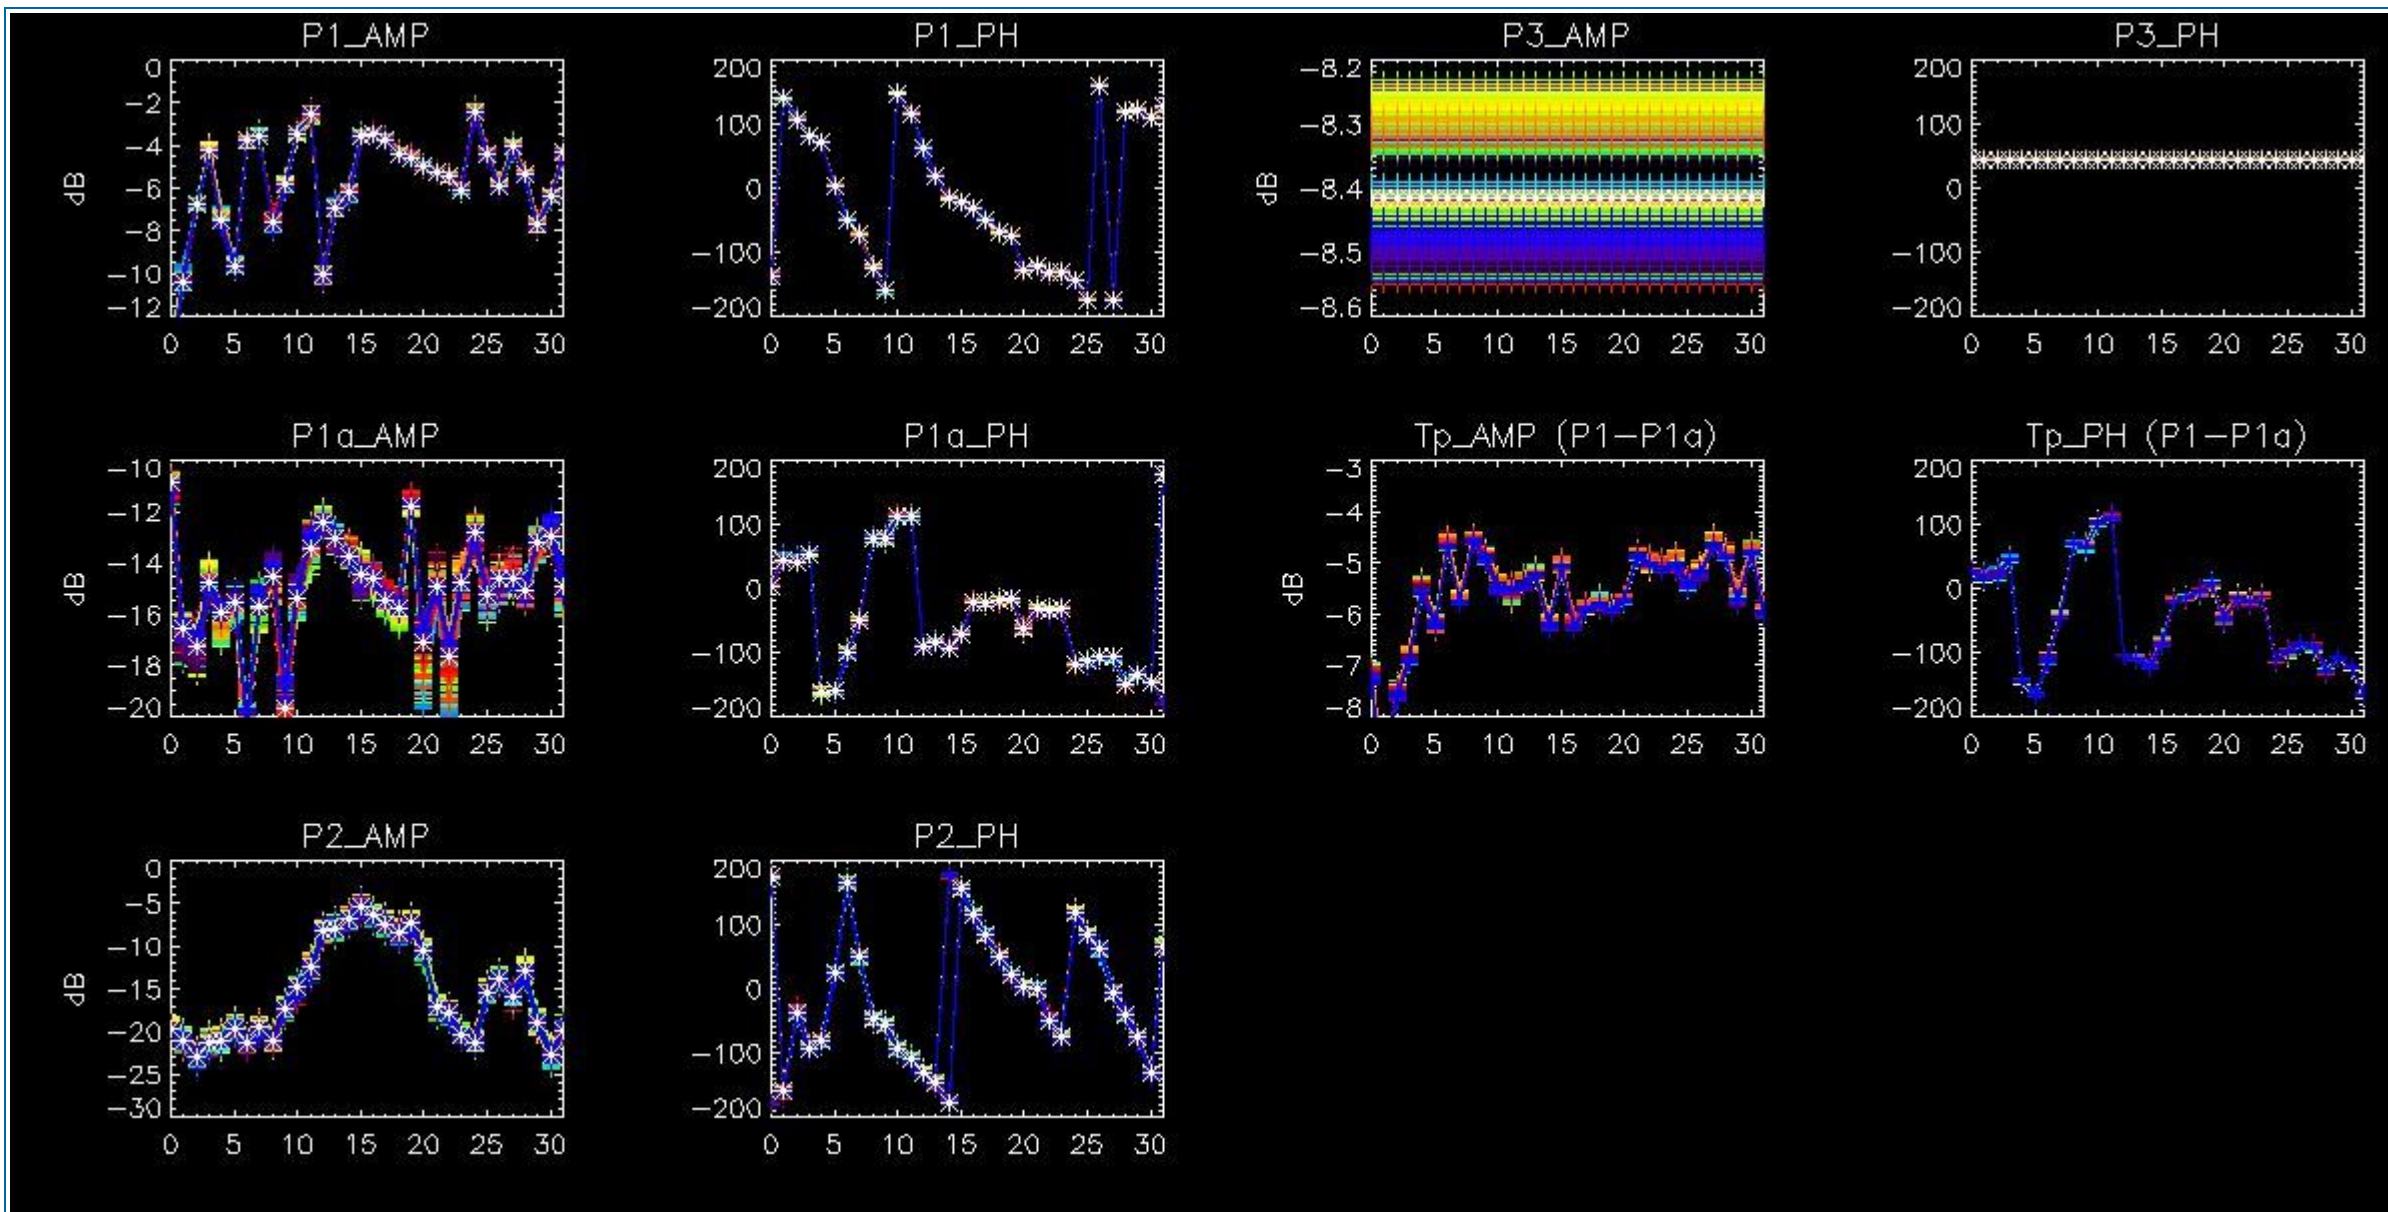 P1_AMP
0
−2
−4
−6
−8
−10
−12
dB
0 5 10 15 20 25 30
P1_PH
200
100
0
−100
−200
0 5 10 15 20 25 30
P3_AMP
−8.2
−8.3
−8.4
−8.5
−8.6
dB
0 5 10 15 20 25 30
P3_PH
200
100
0
−100
−200
0 5 10 15 20 25 30
P1a_AMP
−10
−12
−14
−16
−18
−20
dB
0 5 10 15 20 25 30
P1a_PH
200
100
0
−100
−200
0 5 10 15 20 25 30
Tp_AMP (P1−P1a)
−3
−4
−5
−6
−7
−8
dB
0 5 10 15 20 25 30
Tp_PH (P1−P1a)
200
100
0
−100
−200
0 5 10 15 20 25 30
P2_AMP
0
−5
−10
−15
−20
−25
−30
dB
0 5 10 15 20 25 30
P2_PH
200
100
0
−100
−200
0 5 10 15 20 25 30